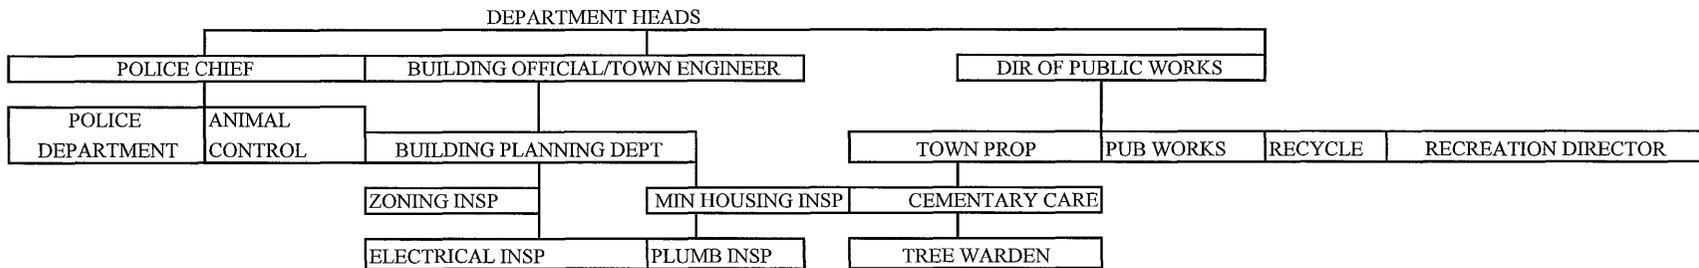 DEPARTMENT HEADS
POLICE CHIEF BUILDING OFFICIAL/TOWN ENGINEER DIR OF PUBLIC WORKS
POLICE ANIMAL
DEPARTMENT CONTROL BUILDING PLANNING DEPT TOWN PROP PUB WORKS RECYCLE RECREATION DIRECTOR
ZONING INSP MIN HOUSING INSP CEMENTARY CARE
ELECTRICAL INSP PLUMB INSP TREE WARDEN